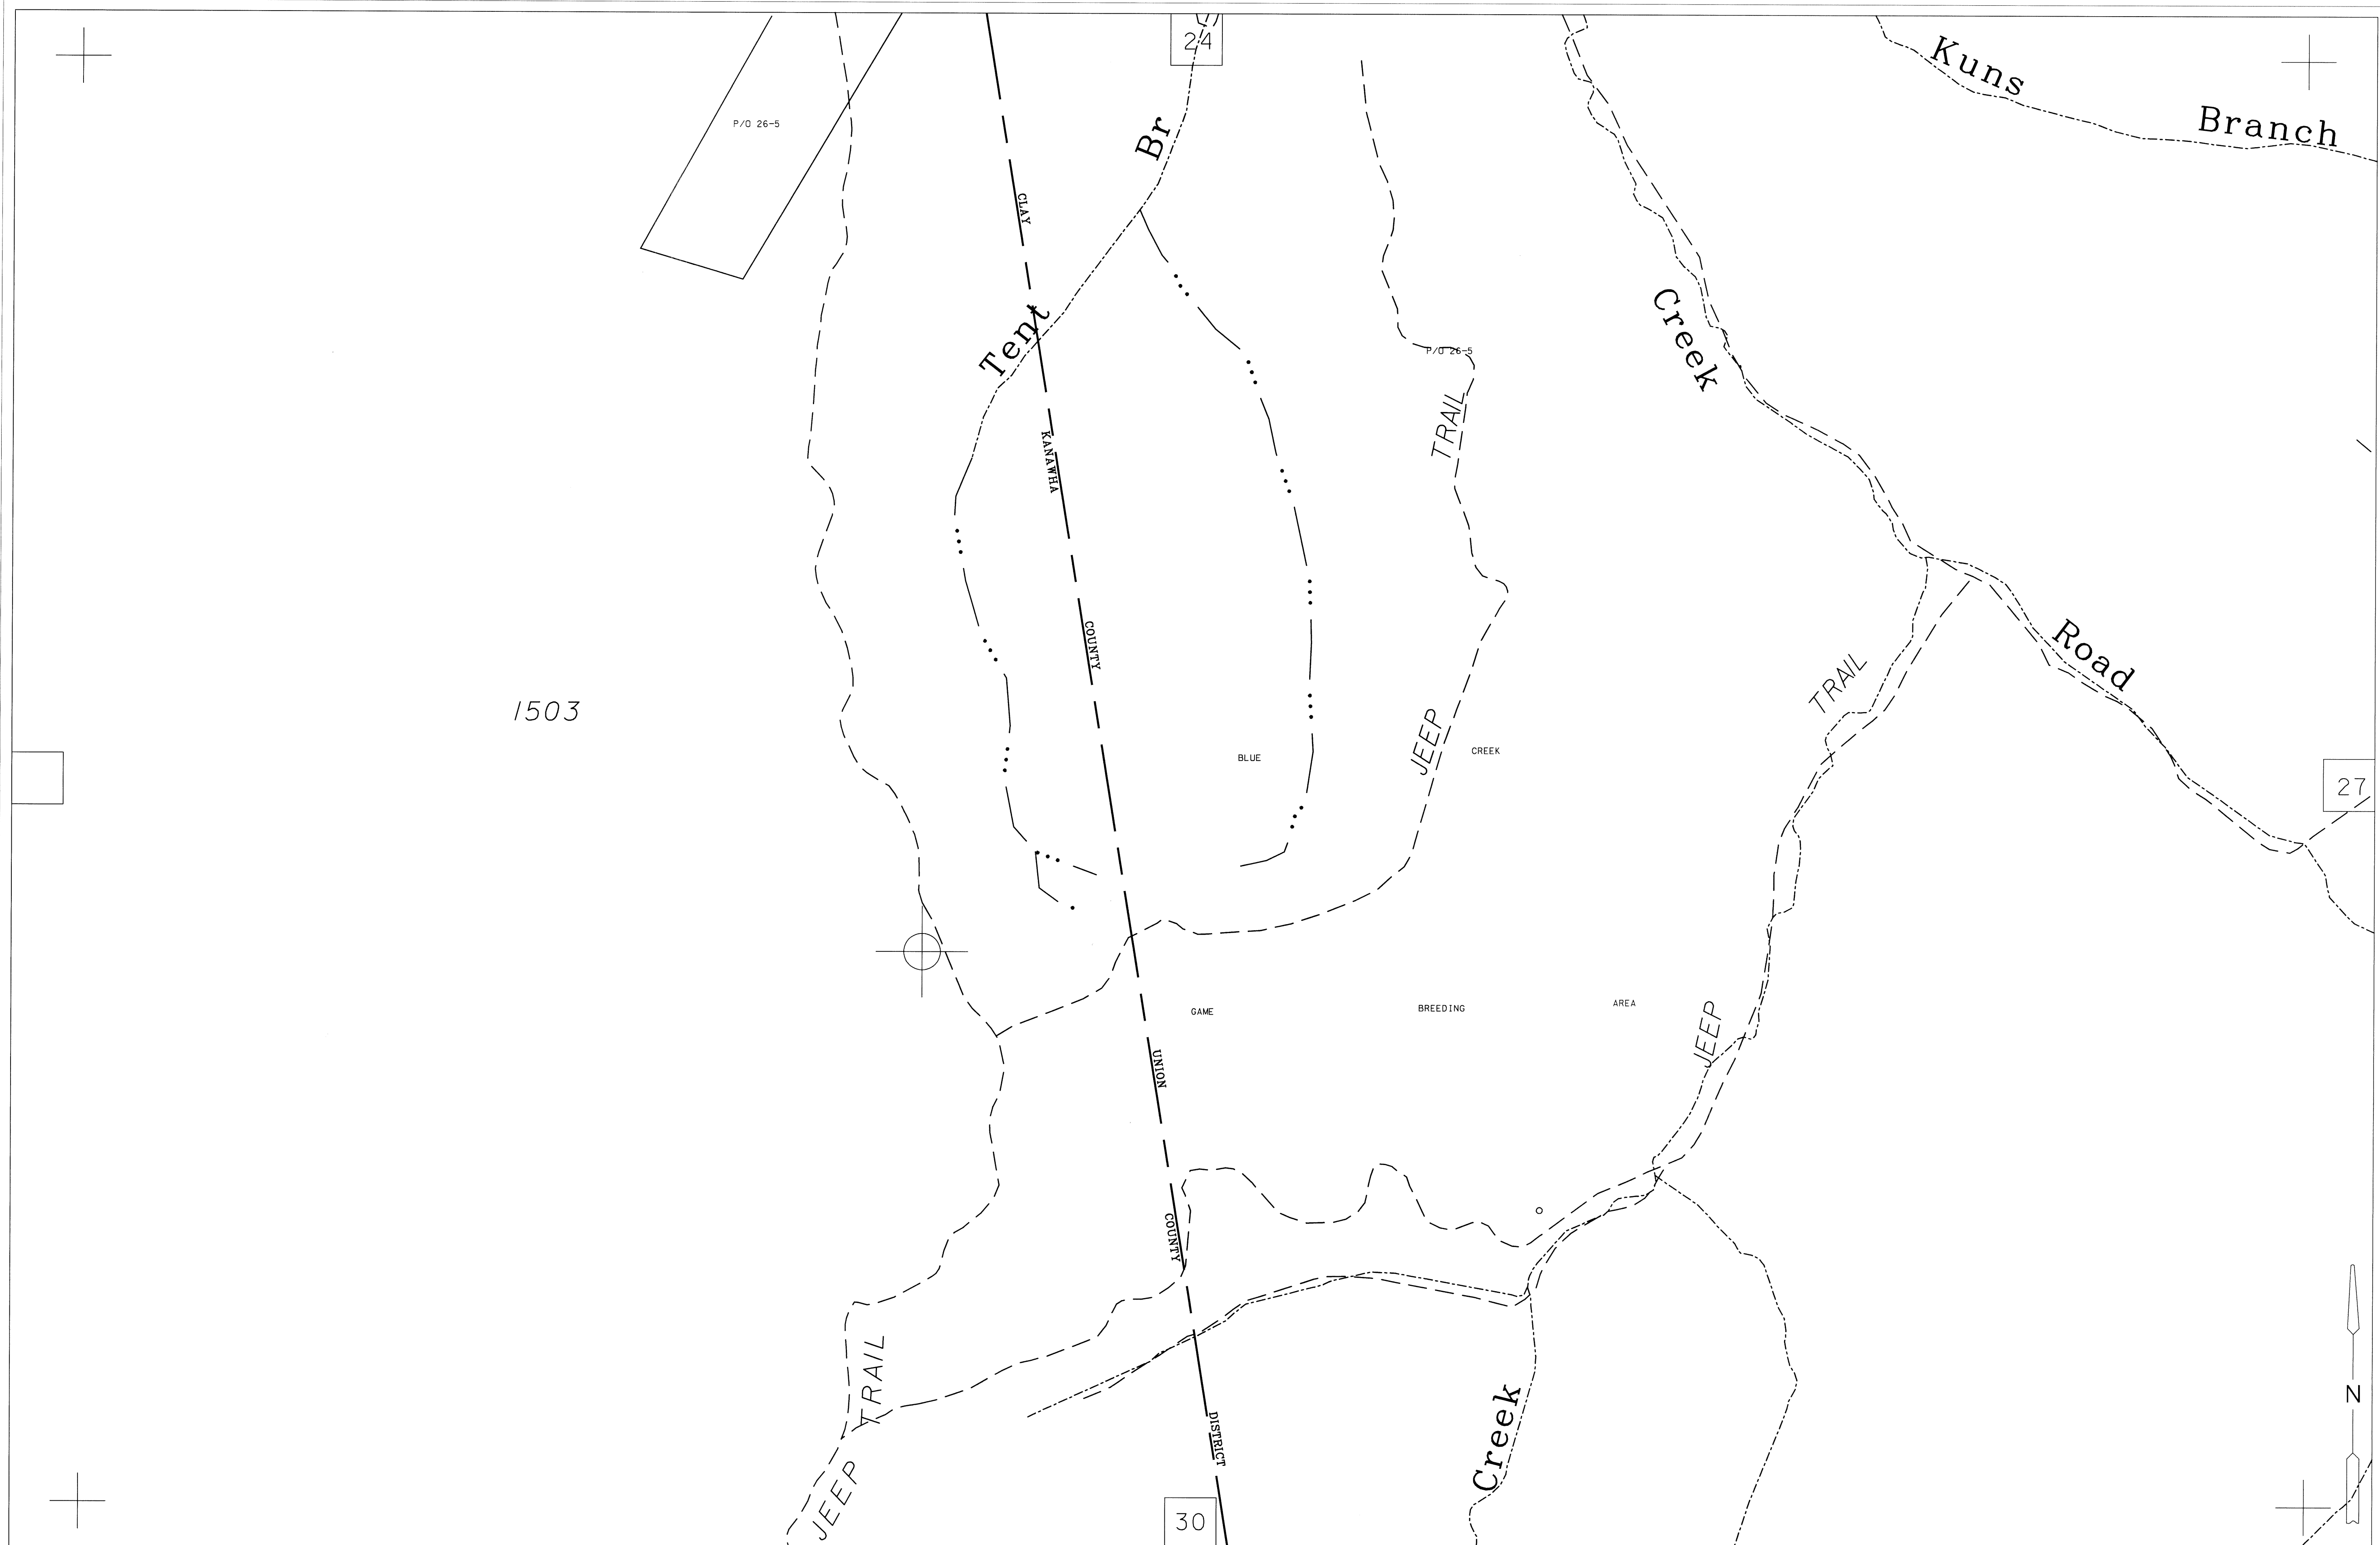 24
Kuns
Branch
P/O 26-5
Br
CLAY
Tent
Creek
P/O 26-5
TRAIL
KANAWHA
COUNTY
Road
TRAIL
1503
JEEP
BLUE
CREEK
27
GAME
BREEDING
AREA
JEEP
UNION
COUNTY
TRAIL
Creek
N
DISTRICT
JEEP
30